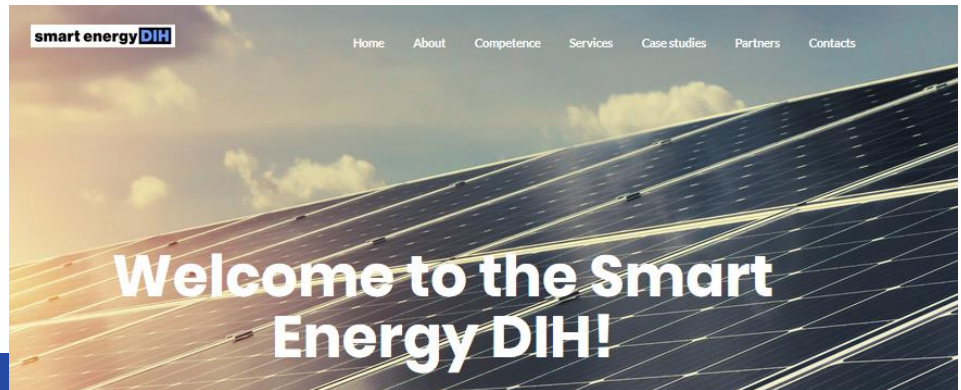 smart energy DIH
Home About Competence Services Case studies Partners Contacts
Welcome to the Smart
Energy DIH!